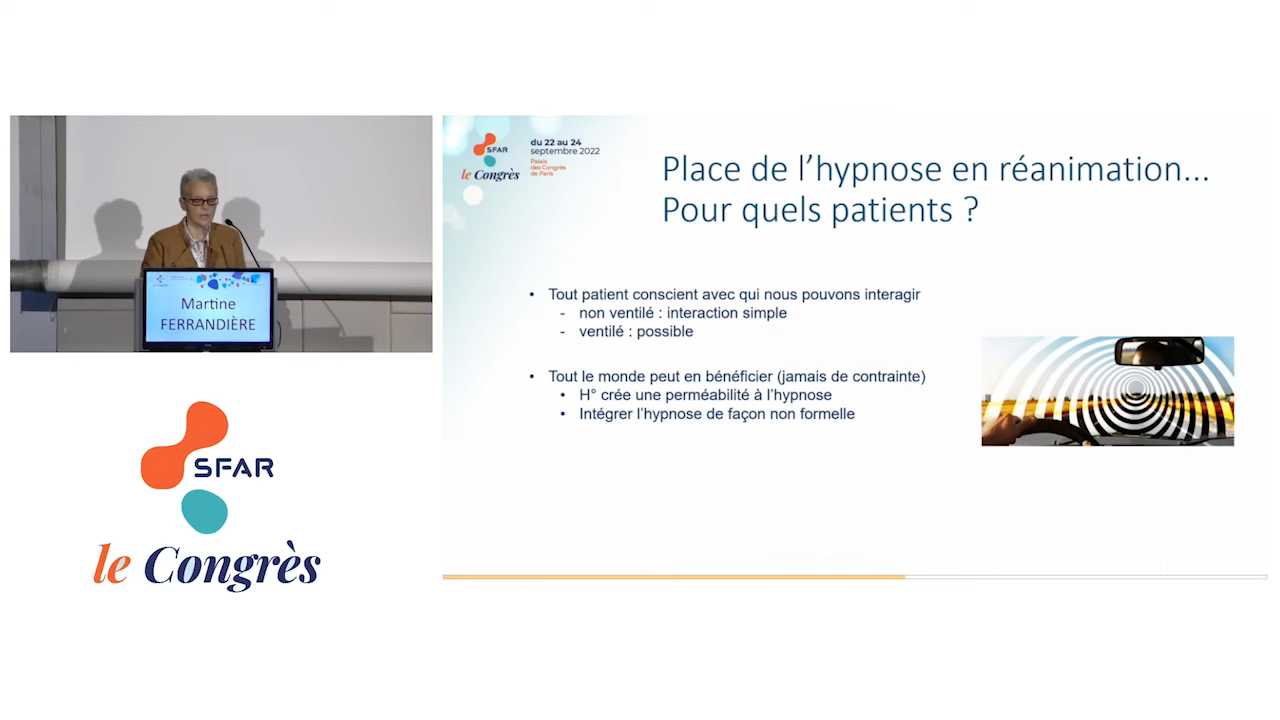 Martine
FERRANDIÈRE
SFAR
le Congrès
SFAR
le Congrès
du 22 au 24
septembre 2022
Palais
des Congrès
de Paris
Place de l’hypnose en réanimation...
Pour quels patients ?
• Tout patient conscient avec qui nous pouvons interagir
- non ventilé : interaction simple
- ventilé : possible
• Tout le monde peut en bénéficier (jamais de contrainte)
• H° crée une perméabilité à l’hypnose
• Intégrer l’hypnose de façon non formelle